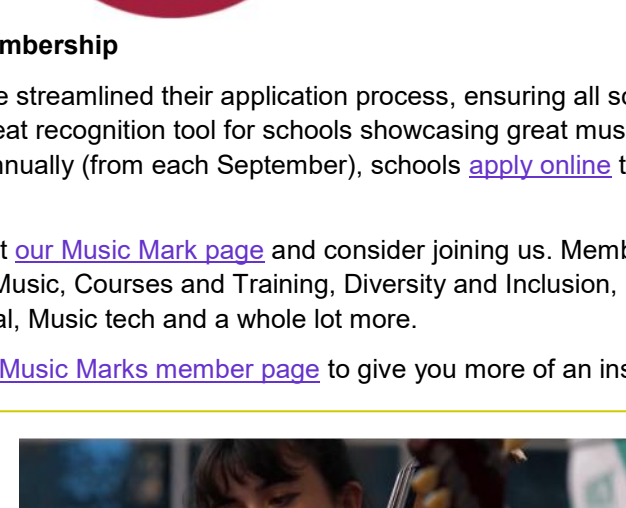 mbership
e streamlined their application process, ensuring all sc
eat recognition tool for schools showcasing great mus
nnually (from each September), schools apply online t
t our Music Mark page and consider joining us. Memb
Music, Courses and Training, Diversity and Inclusion,
al, Music tech and a whole lot more.
Music Marks member page to give you more of an ins